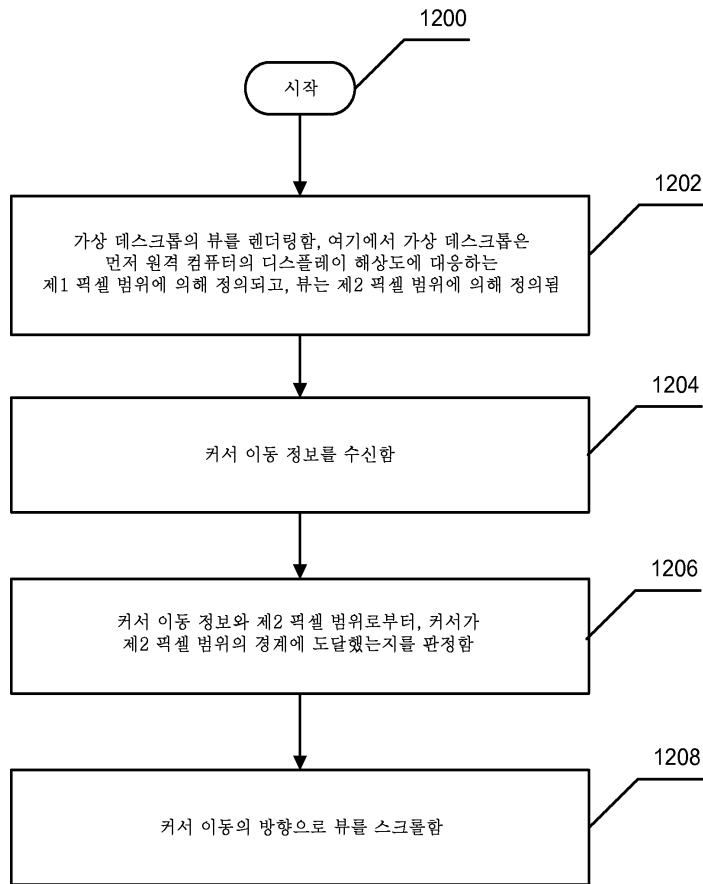 1200
시작
1202
가상 데스크톱의 뷰를 렌더링함, 여기에서 가상 데스크톱은
먼저 원격 컴퓨터의 디스플레이 해상도에 대응하는
제1 픽셀 범위에 의해 정의되고, 뷰는 제2 픽셀 범위에 의해 정의됨
1204
커서 이동 정보를 수신함
1206
커서 이동 정보와 제2 픽셀 범위로부터, 커서가
제2 픽셀 범위의 경계에 도달했는지를 판정함
1208
커서 이동의 방향으로 뷰를 스크롤함